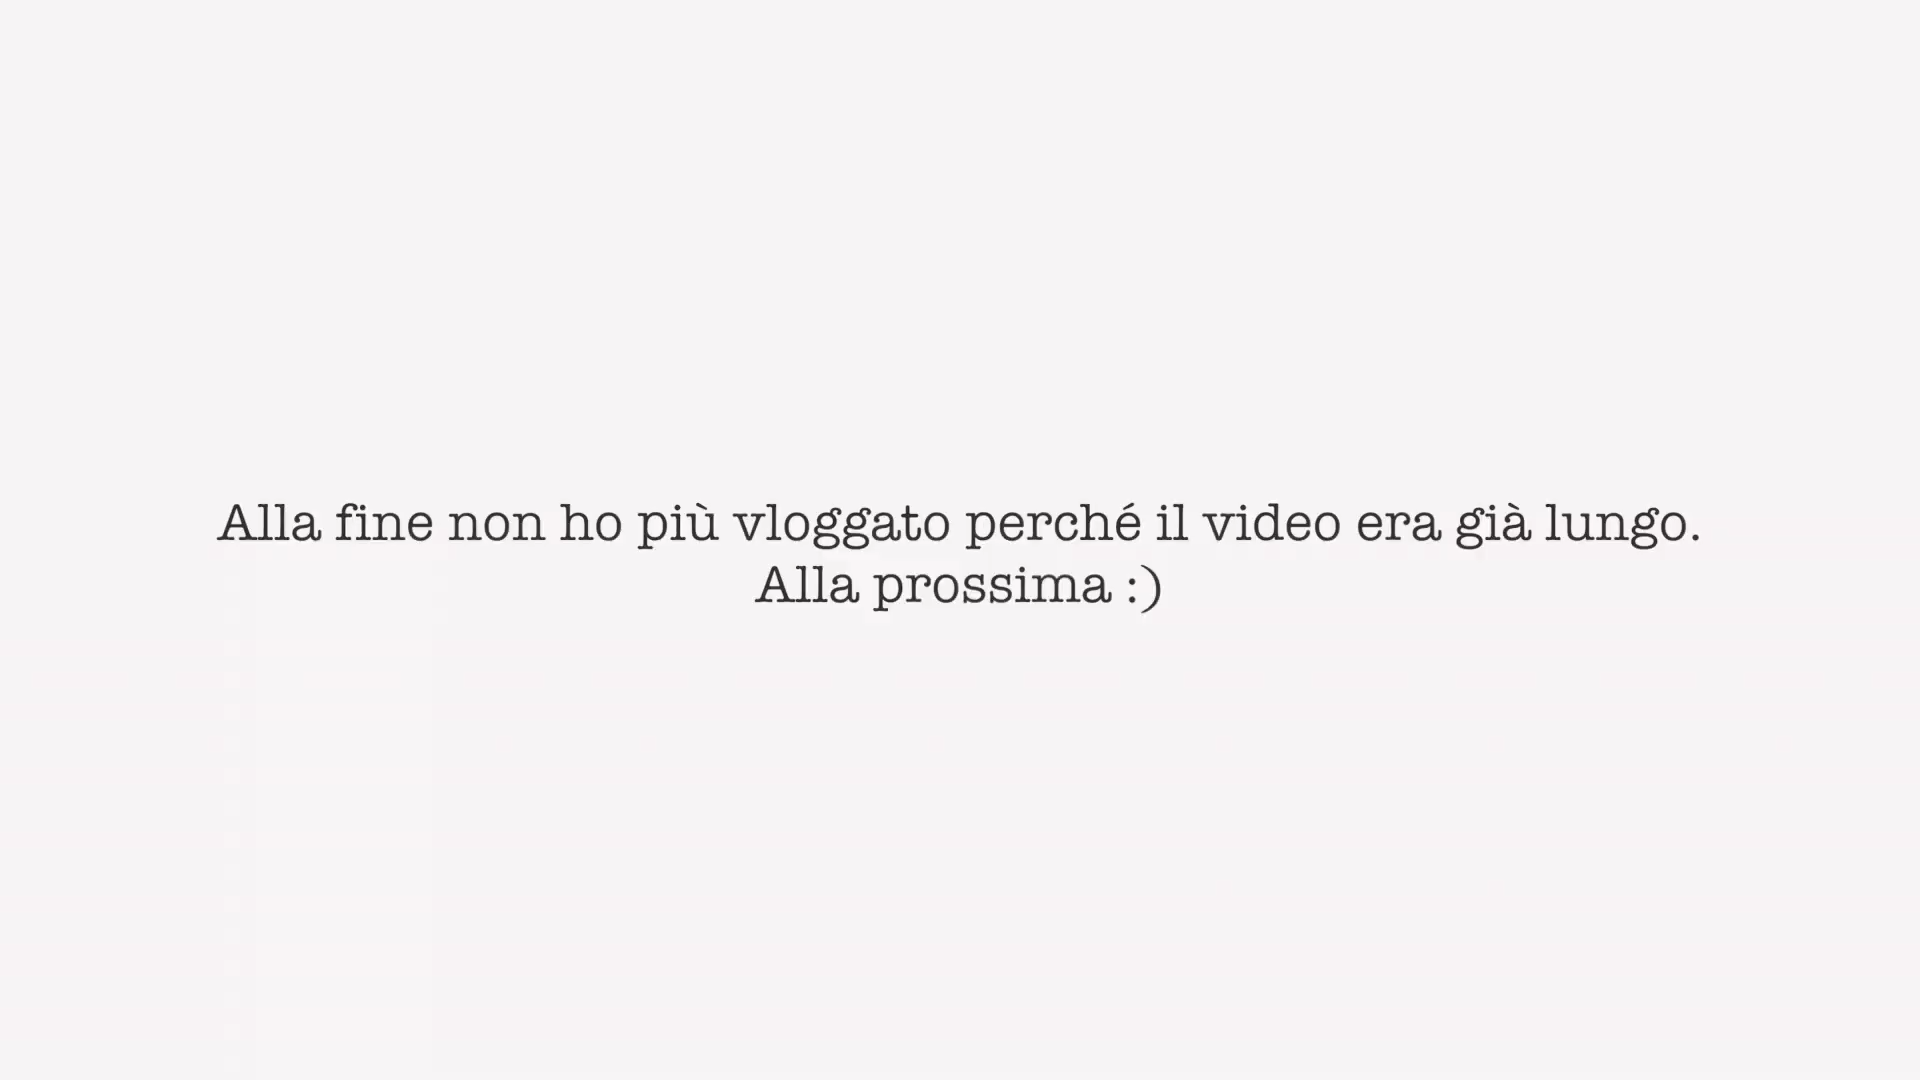 Alla fine non ho più vloggato perché il video era già lungo.
Alla prossima :)